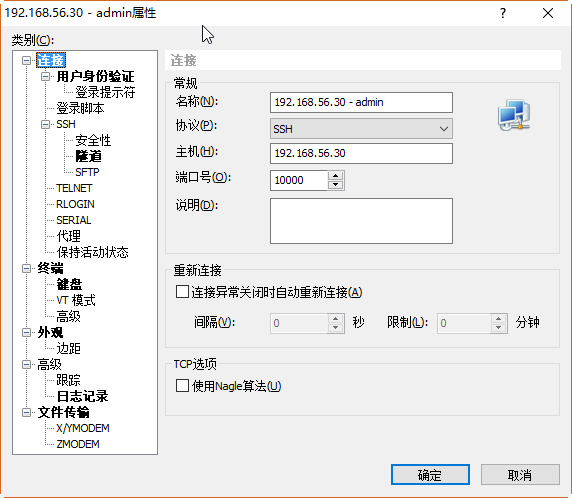 192.168.56.30 - admin属性
类别(C):
连接
用户身份验证
登录提示符
登录脚本
SSH
安全性
隧道
SFTP
TELNET
RLOGIN
SERIAL
代理
保持活动状态
终端
键盘
VT 模式
高级
外观
边距
高级
跟踪
日志记录
文件传输
X/YMODEM
ZMODEM
连接
常规
名称(N): 192.168.56.30 - admin
协议(P): SSH
主机(H): 192.168.56.30
端口号(O): 10000
说明(D):
重新连接
连接异常关闭时自动重新连接(A)
间隔(V): 0 秒 限制(L): 0 分钟
TCP选项
使用Nagle算法(U)
确定 取消